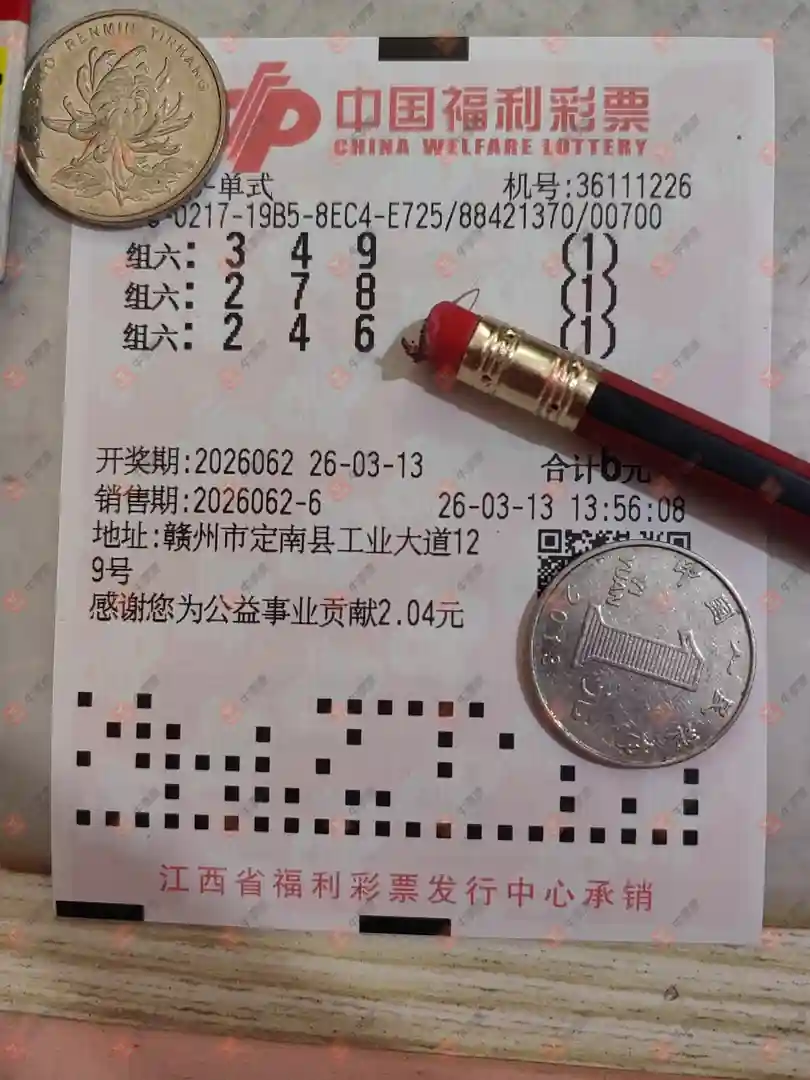 RENMIN YINHANG
中国福利彩票
CHINA WELFARE LOTTERY
单式 机号:36111226
-0217-19B5-8EC4-E725/88421370/00700
组六: 3 4 9 (1)
组六: 2 7 8 (1)
组六: 2 4 6 (1)
开奖期:2026062 26-03-13 合计6元
销售期:2026062-6 26-03-13 13:56:08
地址:赣州市定南县工业大道12
9号
感谢您为公益事业贡献2.04元
YI YUAN
1
江西省福利彩票发行中心承销